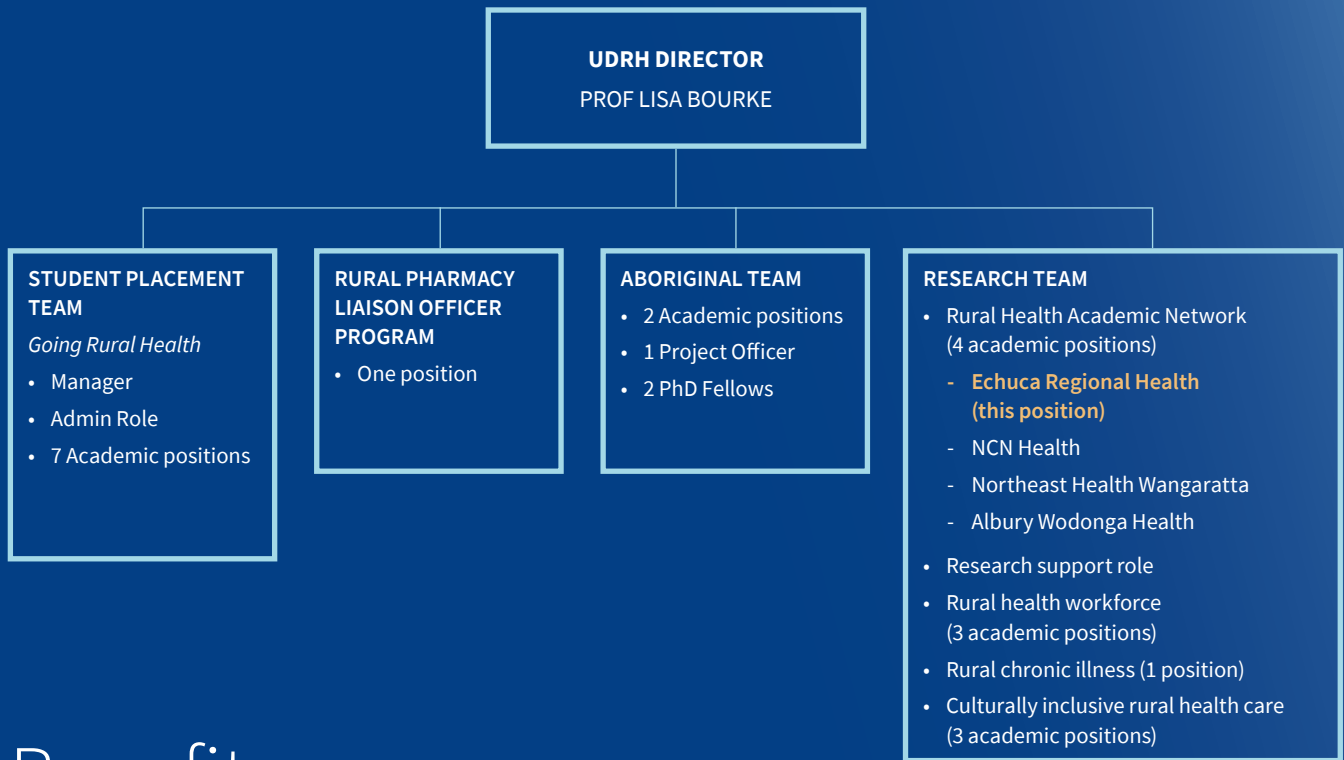 UDRH DIRECTOR
PROF LISA BOURKE
STUDENT PLACEMENT
TEAM
Going Rural Health
• Manager
• Admin Role
• 7 Academic positions
RURAL PHARMACY
LIAISON OFFICER
PROGRAM
• One position
ABORIGINAL TEAM
• 2 Academic positions
• 1 Project Officer
• 2 PhD Fellows
RESEARCH TEAM
• Rural Health Academic Network
(4 academic positions)
- Echuca Regional Health
(this position)
- NCN Health
- Northeast Health Wangaratta
- Albury Wodonga Health
• Research support role
• Rural health workforce
(3 academic positions)
• Rural chronic illness (1 position)
• Culturally inclusive rural health care
(3 academic positions)